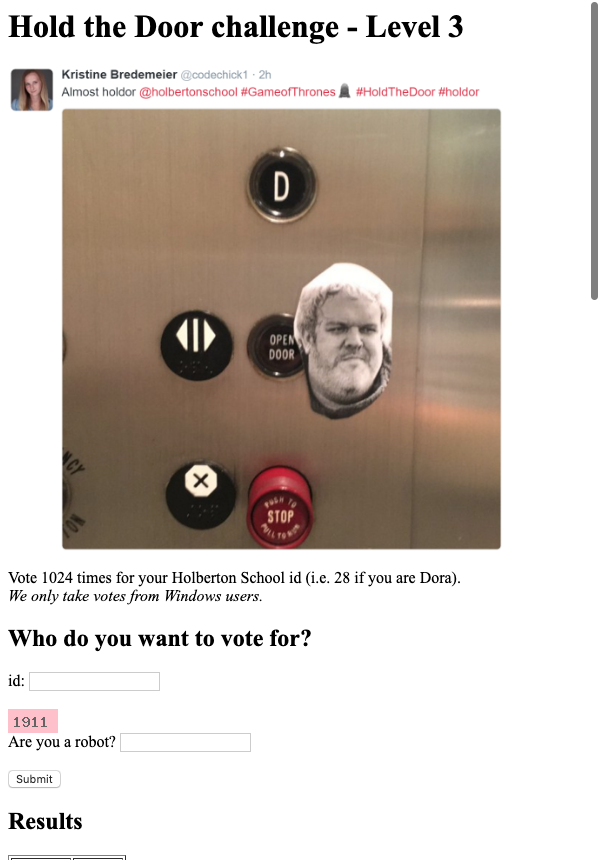 Hold the Door challenge - Level 3
Kristine Bredemeier @codechick1 · 2h
Almost holdor @holbertonschool #GameofThrones #HoldTheDoor #holdor
D
OPEN
DOOR
NCY
PUSH TO
STOP
PULL TO RUN
Vote 1024 times for your Holberton School id (i.e. 28 if you are Dora).
We only take votes from Windows users.
Who do you want to vote for?
id:
1911
Are you a robot?
Submit
Results